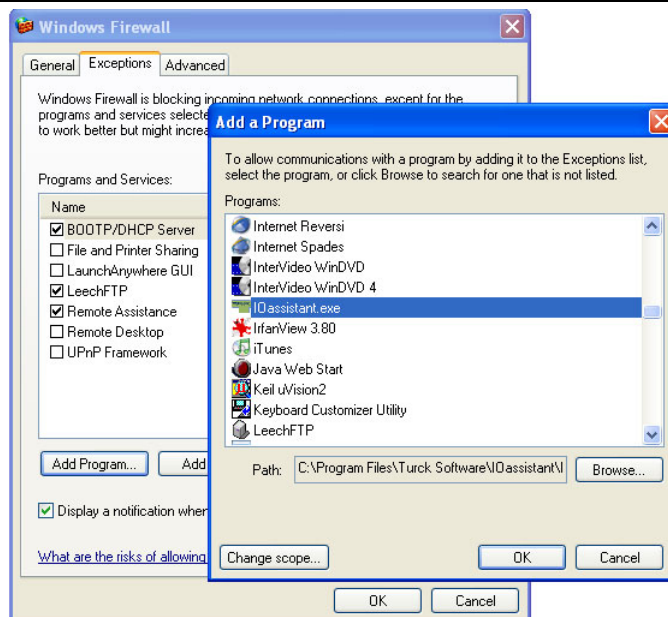 Windows Firewall
General Exceptions Advanced
Windows Firewall is blocking incoming network connections, except for the
programs and services selecte
to work better but might increa
Programs and Services:
Name
BOOTP/DHCP Server
File and Printer Sharing
LaunchAnywhere GUI
LeechFTP
Remote Assistance
Remote Desktop
UPnP Framework
Add Program... Add
Display a notification when
What are the risks of allowing
OK Cancel
Add a Program
To allow communications with a program by adding it to the Exceptions list,
select the program, or click Browse to search for one that is not listed.
Programs:
Internet Reversi
Internet Spades
InterVideo WinDVD
InterVideo WinDVD 4
IOassistant.exe
IrfanView 3.80
iTunes
Java Web Start
Keil uVision2
Keyboard Customizer Utility
LeechFTP
Path: C:\Program Files\Turck Software\IOassistant\I Browse...
Change scope... OK Cancel